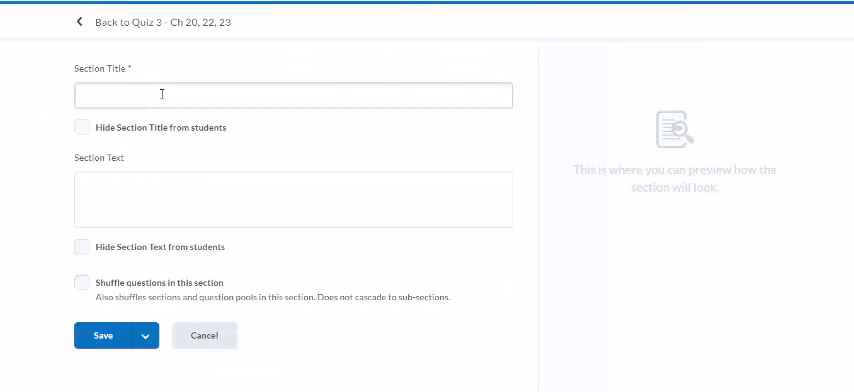 Back to Quiz 3 - Ch 20, 22, 23
Section Title *
Hide Section Title from students
Section Text
Hide Section Text from students
Shuffle questions in this section
Also shuffles sections and question pools in this section. Does not cascade to sub-sections.
Save
Cancel
This is where you can preview how the
section will look.